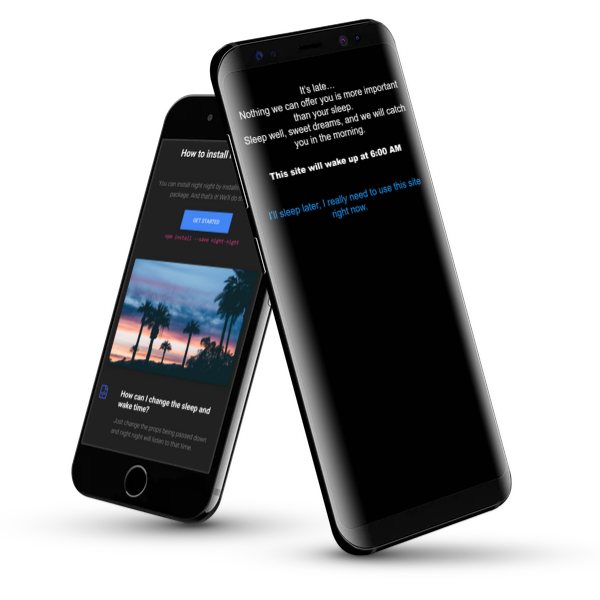 How to install
You can install night night by installing
package. And that's it! We'll do the
GET STARTED
npm install --save night-night
How can I change the sleep and
wake time?
Just change the props being passed down
and night night will listen to that time.
It's late...
Nothing we can offer you is more important
than your sleep.
Sleep well, sweet dreams, and we will catch
you in the morning.
This site will wake up at 6:00 AM
I'll sleep later, I really need to use this site
right now.